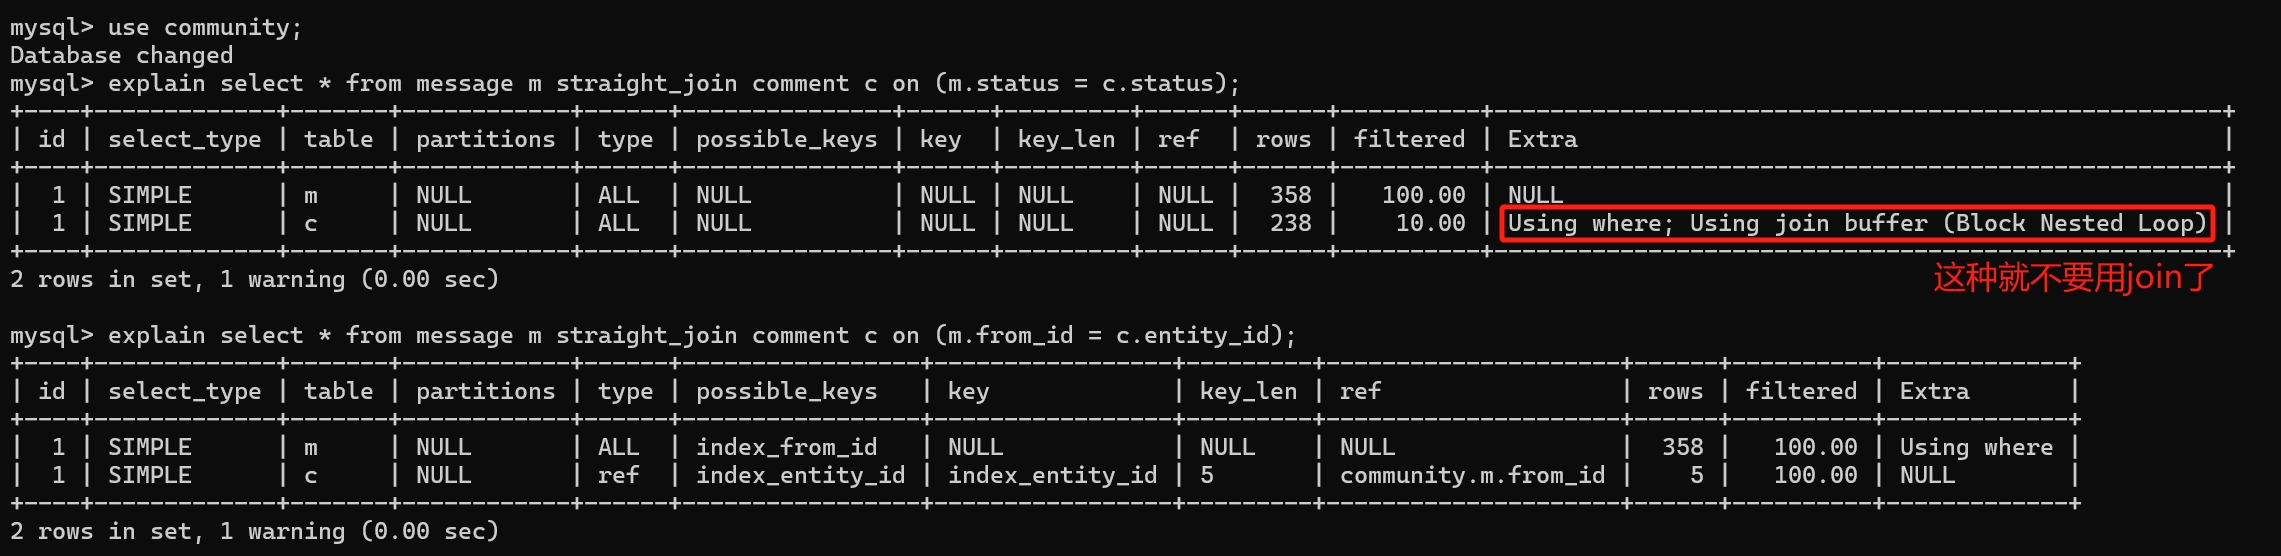 mysql> use community;
Database changed
mysql> explain select * from message m straight_join comment c on (m.status = c.status);
+----+-------------+-------+------------+------+---------------+------+---------+------+------+----------+----------------------------------------------------+
| id | select_type | table | partitions | type | possible_keys | key  | key_len | ref  | rows | filtered | Extra                                              |
+----+-------------+-------+------------+------+---------------+------+---------+------+------+----------+----------------------------------------------------+
|  1 | SIMPLE      | m     | NULL       | ALL  | NULL          | NULL | NULL    | NULL |  358 |   100.00 | NULL                                               |
|  1 | SIMPLE      | c     | NULL       | ALL  | NULL          | NULL | NULL    | NULL |  238 |    10.00 | Using where; Using join buffer (Block Nested Loop) |
+----+-------------+-------+------------+------+---------------+------+---------+------+------+----------+----------------------------------------------------+
2 rows in set, 1 warning (0.00 sec)
这种就不要用join了
mysql> explain select * from message m straight_join comment c on (m.from_id = c.entity_id);
+----+-------------+-------+------------+------+-----------------+-----------------+---------+---------------------+------+----------+-------------+
| id | select_type | table | partitions | type | possible_keys   | key             | key_len | ref                 | rows | filtered | Extra       |
+----+-------------+-------+------------+------+-----------------+-----------------+---------+---------------------+------+----------+-------------+
|  1 | SIMPLE      | m     | NULL       | ALL  | index_from_id   | NULL            | NULL    | NULL                |  358 |   100.00 | Using where |
|  1 | SIMPLE      | c     | NULL       | ref  | index_entity_id | index_entity_id | 5       | community.m.from_id |    5 |   100.00 | NULL        |
+----+-------------+-------+------------+------+-----------------+-----------------+---------+---------------------+------+----------+-------------+
2 rows in set, 1 warning (0.00 sec)